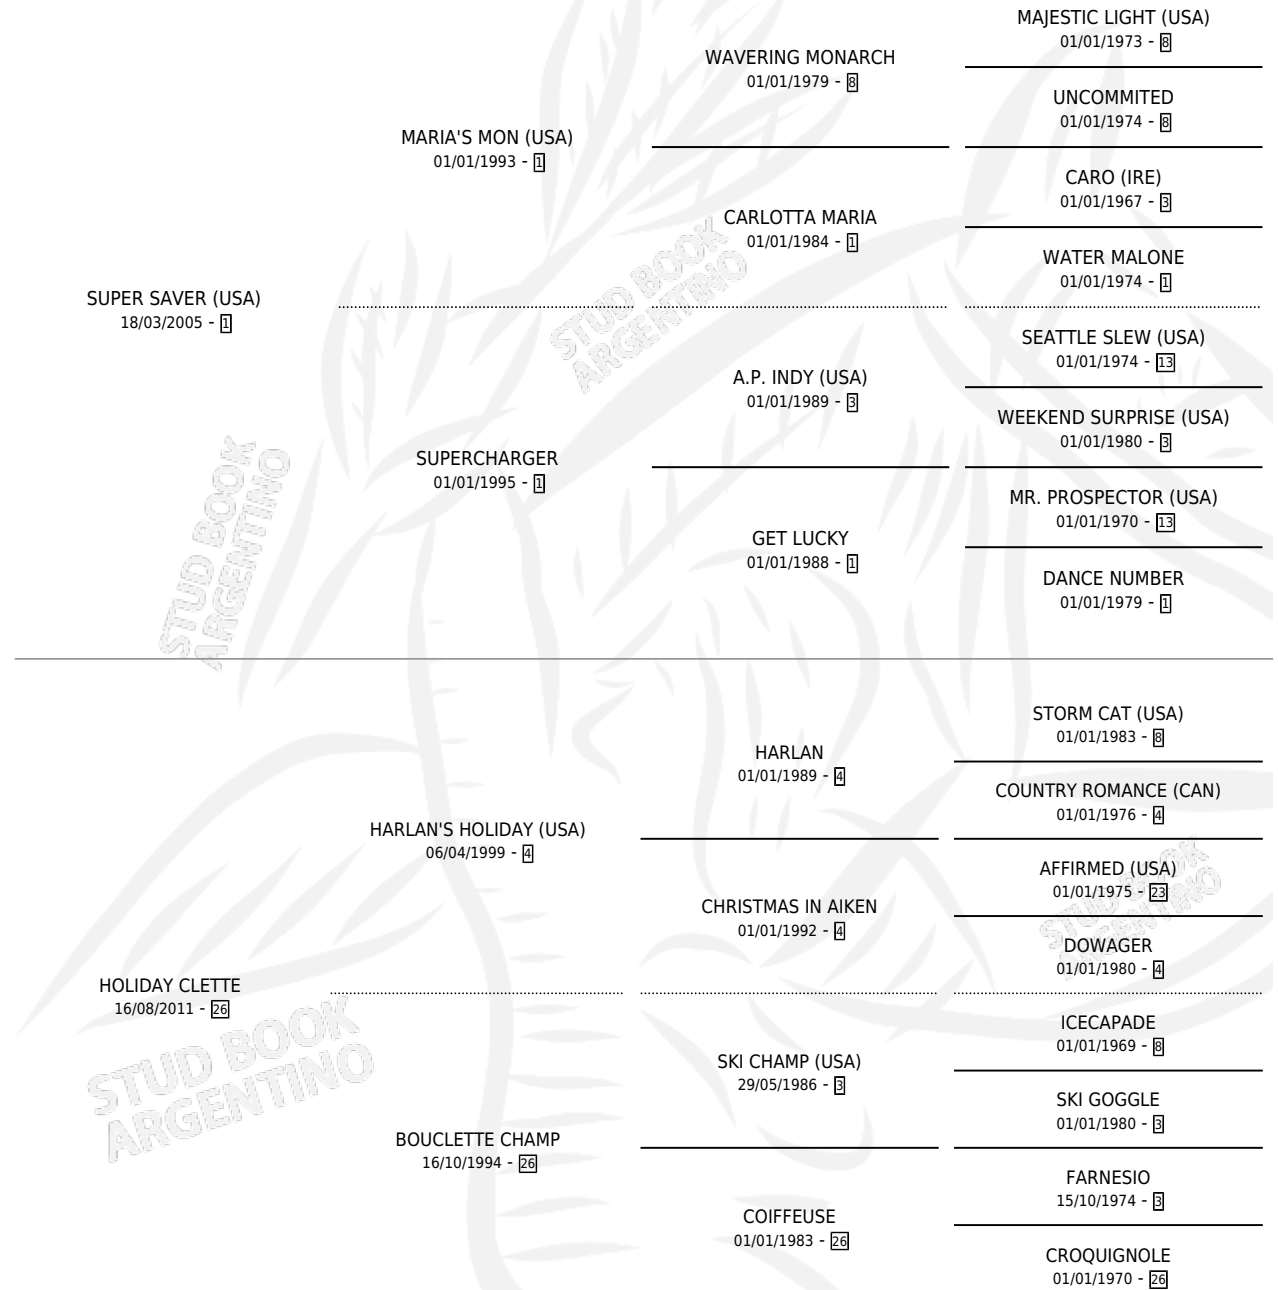 MAJESTIC LIGHT (USA)
01/01/1973 - 8
WAVERING MONARCH
01/01/1979 - 8
UNCOMMITED
01/01/1974 - 8
MARIA'S MON (USA)
01/01/1993 - 1
CARO (IRE)
01/01/1967 - 3
CARLOTTA MARIA
01/01/1984 - 1
WATER MALONE
01/01/1974 - 1
SUPER SAVER (USA)
18/03/2005 - 1
SEATTLE SLEW (USA)
01/01/1974 - 13
A.P. INDY (USA)
01/01/1989 - 3
WEEKEND SURPRISE (USA)
01/01/1980 - 3
SUPERCHARGER
01/01/1995 - 1
MR. PROSPECTOR (USA)
01/01/1970 - 13
GET LUCKY
01/01/1988 - 1
DANCE NUMBER
01/01/1979 - 1
STORM CAT (USA)
01/01/1983 - 8
HARLAN
01/01/1989 - 4
COUNTRY ROMANCE (CAN)
01/01/1976 - 4
HARLAN'S HOLIDAY (USA)
06/04/1999 - 4
AFFIRMED (USA)
01/01/1975 - 23
CHRISTMAS IN AIKEN
01/01/1992 - 4
DOWAGER
01/01/1980 - 4
HOLIDAY CLETTE
16/08/2011 - 26
ICECAPADE
01/01/1969 - 8
SKI CHAMP (USA)
29/05/1986 - 3
SKI GOGGLE
01/01/1980 - 3
BOUCLETTE CHAMP
16/10/1994 - 26
FARNESIO
15/10/1974 - 3
COIFFEUSE
01/01/1983 - 26
CROQUIGNOLE
01/01/1970 - 26
STUD BOOK
ARGENTINO
STUD BOOK
ARGENTINO
STUD BOOK
ARGENTINO
STUD BOOK
ARGENTINO